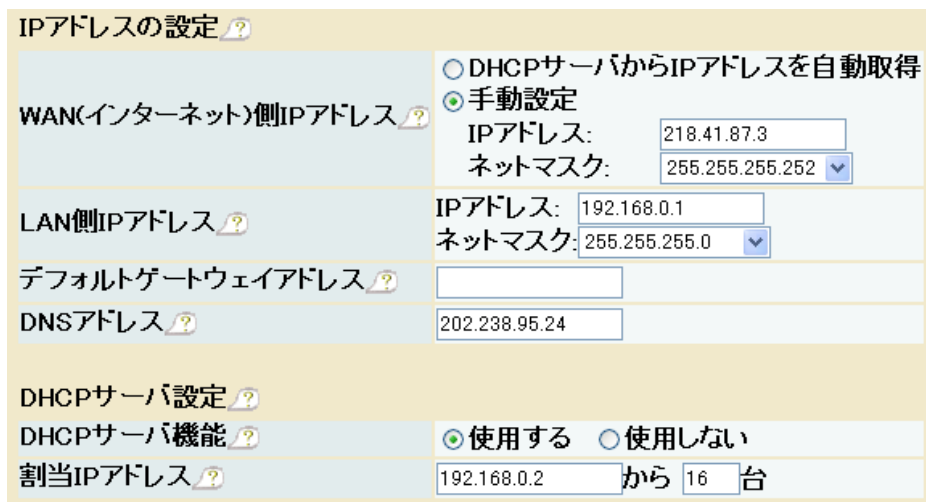 IPアドレスの設定 ?
WAN(インターネット)側IPアドレス ?
DHCPサーバからIPアドレスを自動取得
手動設定
IPアドレス: 218.41.87.3
ネットマスク: 255.255.255.252
LAN側IPアドレス ?
IPアドレス: 192.168.0.1
ネットマスク: 255.255.255.0
デフォルトゲートウェイアドレス ?
DNSアドレス ? 202.238.95.24
DHCPサーバ設定 ?
DHCPサーバ機能 ? 使用する 使用しない
割当IPアドレス ? 192.168.0.2 から 16 台